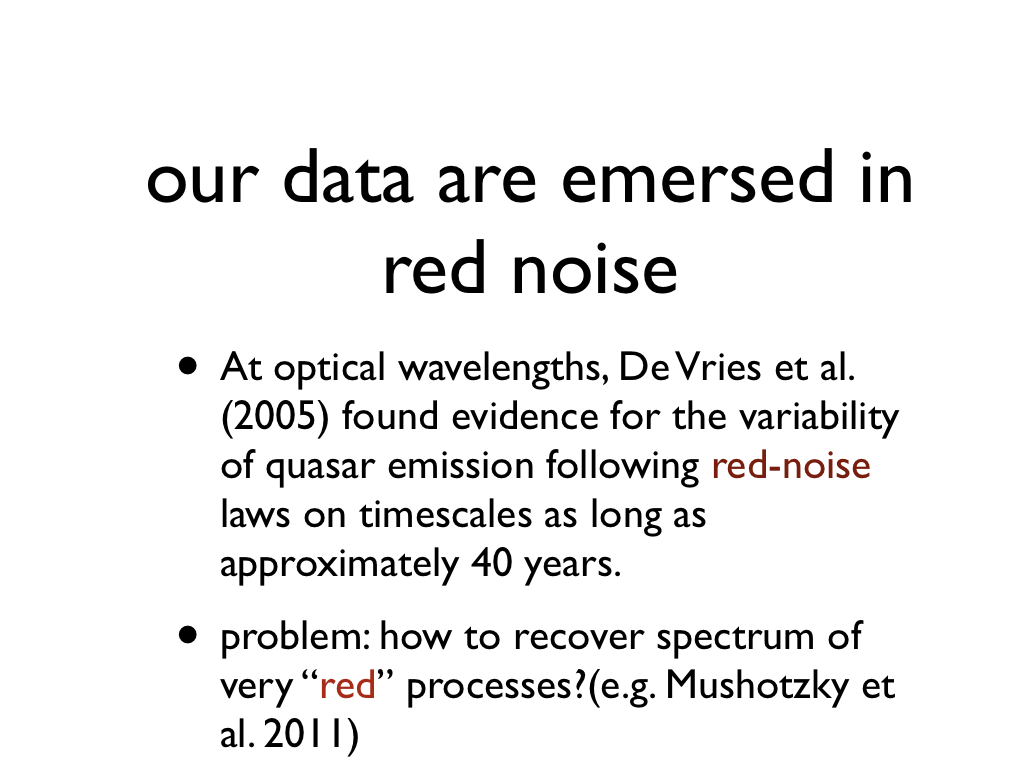 our data are emersed in
red noise
• At optical wavelengths, De Vries et al.
(2005) found evidence for the variability
of quasar emission following red-noise
laws on timescales as long as
approximately 40 years.
• problem: how to recover spectrum of
very “red” processes?(e.g. Mushotzky et
al. 2011)